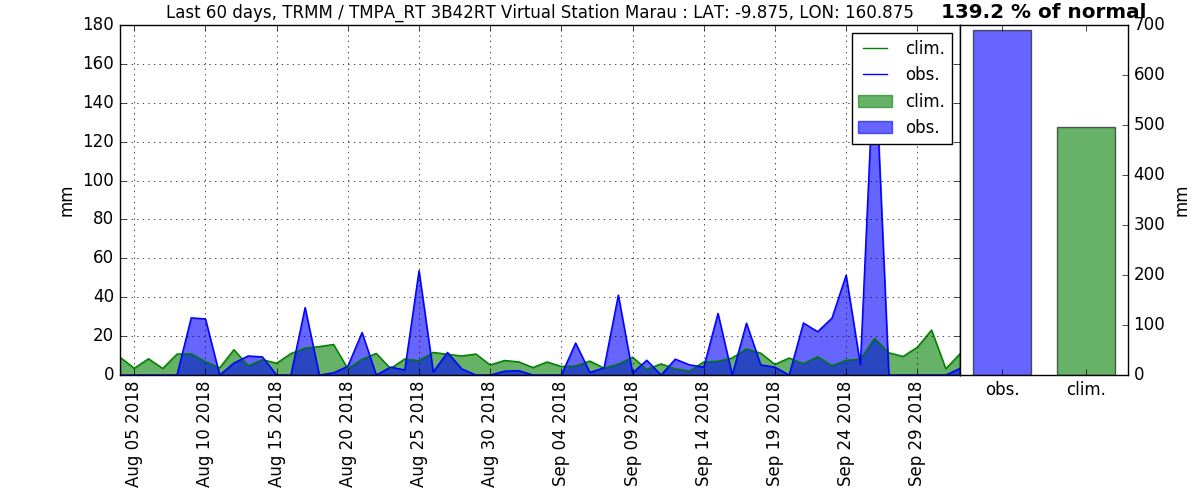 Last 60 days, TRMM / TMPA_RT 3B42RT Virtual Station Marau : LAT: -9.875, LON: 160.875
139.2 % of normal
clim.
obs.
clim.
obs.
mm
180
160
140
120
100
80
60
40
20
0
Aug 05 2018
Aug 10 2018
Aug 15 2018
Aug 20 2018
Aug 25 2018
Aug 30 2018
Sep 04 2018
Sep 09 2018
Sep 14 2018
Sep 19 2018
Sep 24 2018
Sep 29 2018
700
600
500
400
300
200
100
0
mm
obs.
clim.